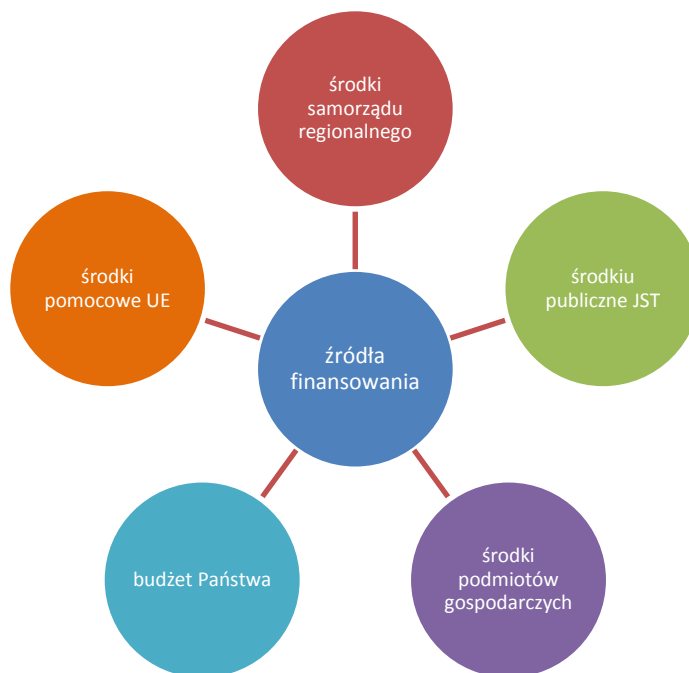 środki
samorządu
regionalnego
środki
pomocowe UE
środkiu
publiczne JST
źródła
finansowania
budżet Państwa
środki
podmiotów
gospodarczych